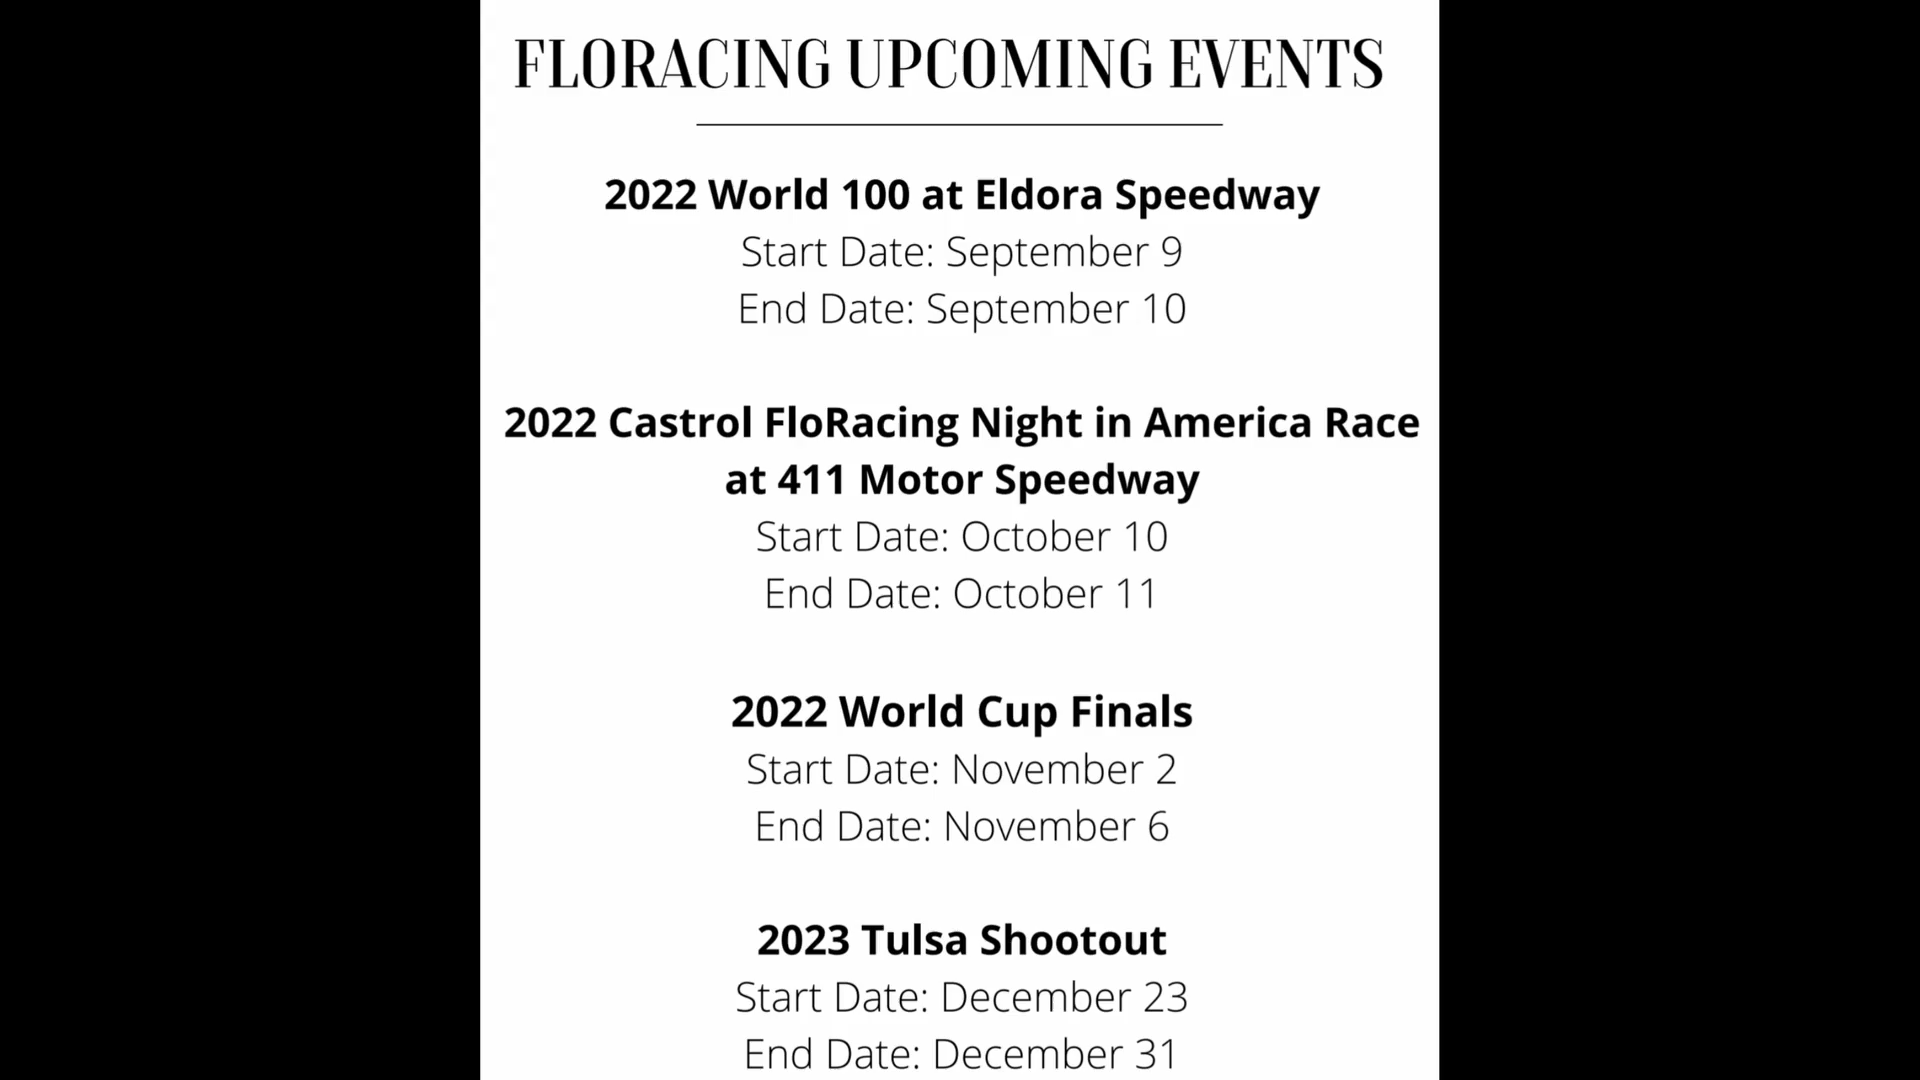 FLORACING UPCOMING EVENTS
2022 World 100 at Eldora Speedway
Start Date: September 9
End Date: September 10
2022 Castrol FloRacing Night in America Race
at 411 Motor Speedway
Start Date: October 10
End Date: October 11
2022 World Cup Finals
Start Date: November 2
End Date: November 6
2023 Tulsa Shootout
Start Date: December 23
End Date: December 31